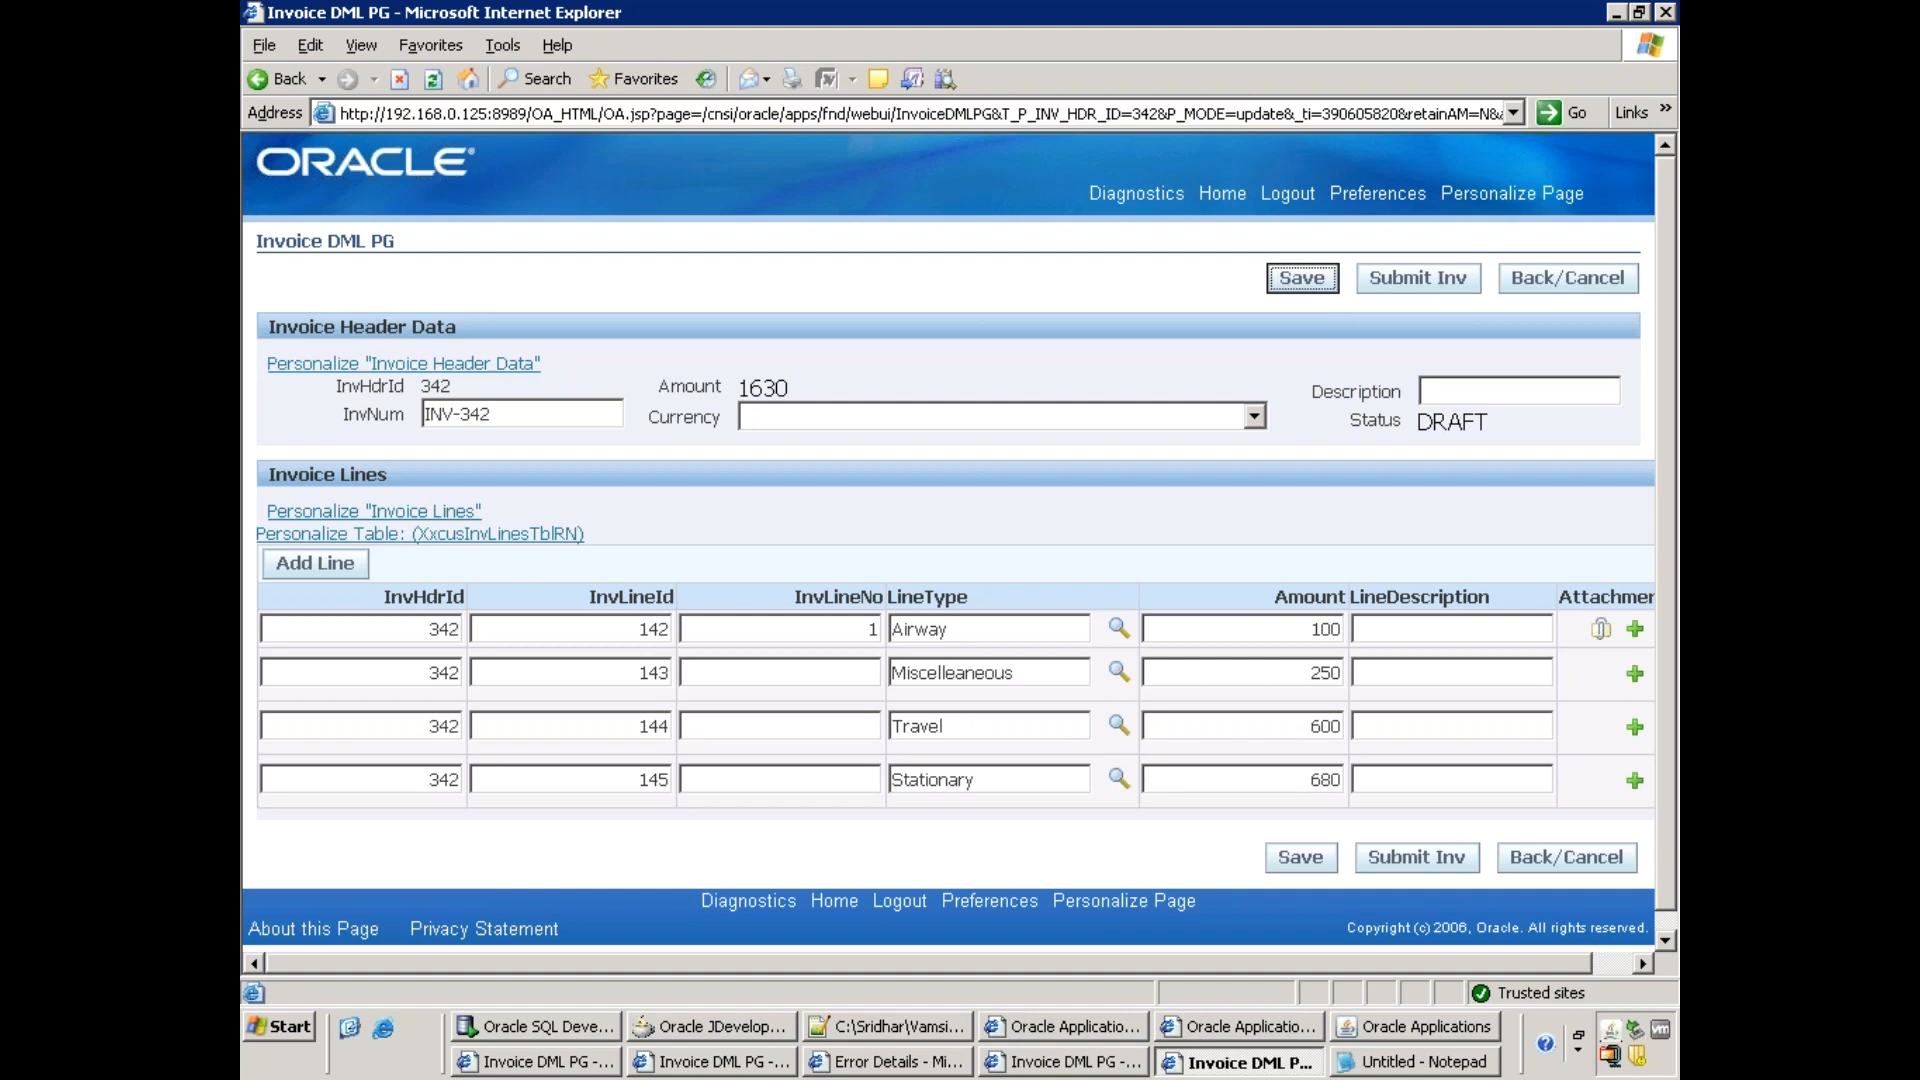 Invoice DML PG - Microsoft Internet Explorer
File Edit View Favorites Tools Help
Back Search Favorites
Address http://192.168.0.125:8989/OA_HTML/OA.jsp?page=/cnsi/oracle/apps/fnd/webui/InvoiceDMLPG&T_P_INV_HDR_ID=342&P_MODE=update&_ti=390605820&retainAM=N& Go Links »
ORACLE
Diagnostics Home Logout Preferences Personalize Page
Invoice DML PG
Save Submit Inv Back/Cancel
Invoice Header Data
Personalize "Invoice Header Data"
InvHdrId 342 Amount 1630 Description
InvNum INV-342 Currency Status DRAFT
Invoice Lines
Personalize "Invoice Lines"
Personalize Table: (XxcusInvLinesTblRN)
Add Line
InvHdrId InvLineId InvLineNo LineType Amount LineDescription Attachmer
342 142 1 Airway 100
342 143 Miscelleaneous 250
342 144 Travel 600
342 145 Stationary 680
Save Submit Inv Back/Cancel
Diagnostics Home Logout Preferences Personalize Page
About this Page Privacy Statement Copyright (c) 2006, Oracle. All rights reserved.
Trusted sites
Start Oracle SQL Deve... Oracle JDevelop... C:\Sridhar\Vamsi... Oracle Applicatio... Oracle Applicatio... Oracle Applications
Invoice DML PG -... Invoice DML PG -... Error Details - Mi... Invoice DML PG -... Invoice DML P... Untitled - Notepad